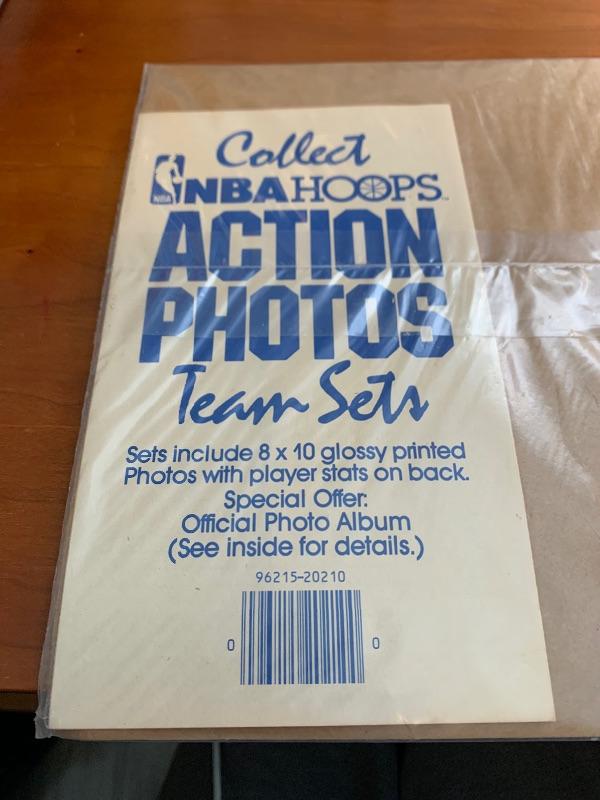 Collect
NBA NBA HOOPS™
ACTION
PHOTOS
Team Sets
Sets include 8 x 10 glossy printed
Photos with player stats on back.
Special Offer:
Official Photo Album
(See inside for details.)
96215-20210
0 0